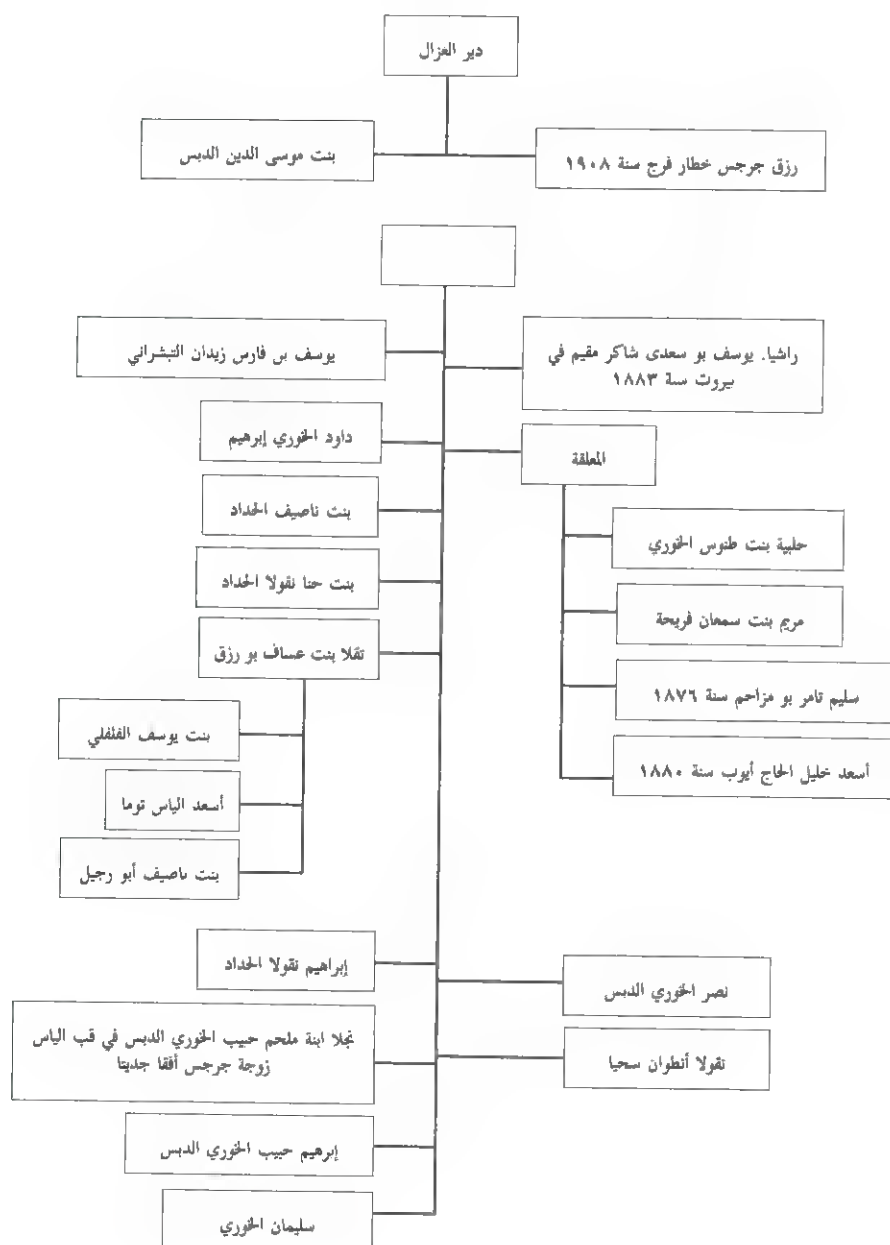 دير الغزال
رزق جرجس خطار فرج سنة ١٩٠٨
بنت موسى الدين الدبس
راشيا. يوسف بو سعدى شاكر مقيم في
بيروت سنة ١٨٨٣
يوسف بن فارس زيدان التبشراني
المعلقة
داود الخوري إبرهيم
حلبية بنت طنوس الخوري
بنت ناصيف الحداد
مريم بنت سمعان فريحة
بنت حنا نقولا الحداد
سليم تامر بو مزاحم سنة ١٨٧٦
تقلا بنت عساف بو رزق
أسعد خليل الحاج أيوب سنة ١٨٨٠
بنت يوسف الفلفلي
أسعد الياس توما
بنت ناصيف أبو رجيل
نصر الخوري الدبس
إبراهيم نقولا الحداد
نقولا أنطوان سحيا
نجلا ابنة ملحم حبيب الخوري الدبس في قب الياس
زوجة جرجس أفقا جديتا
إبرهيم حبيب الخوري الدبس
سليمان الخوري